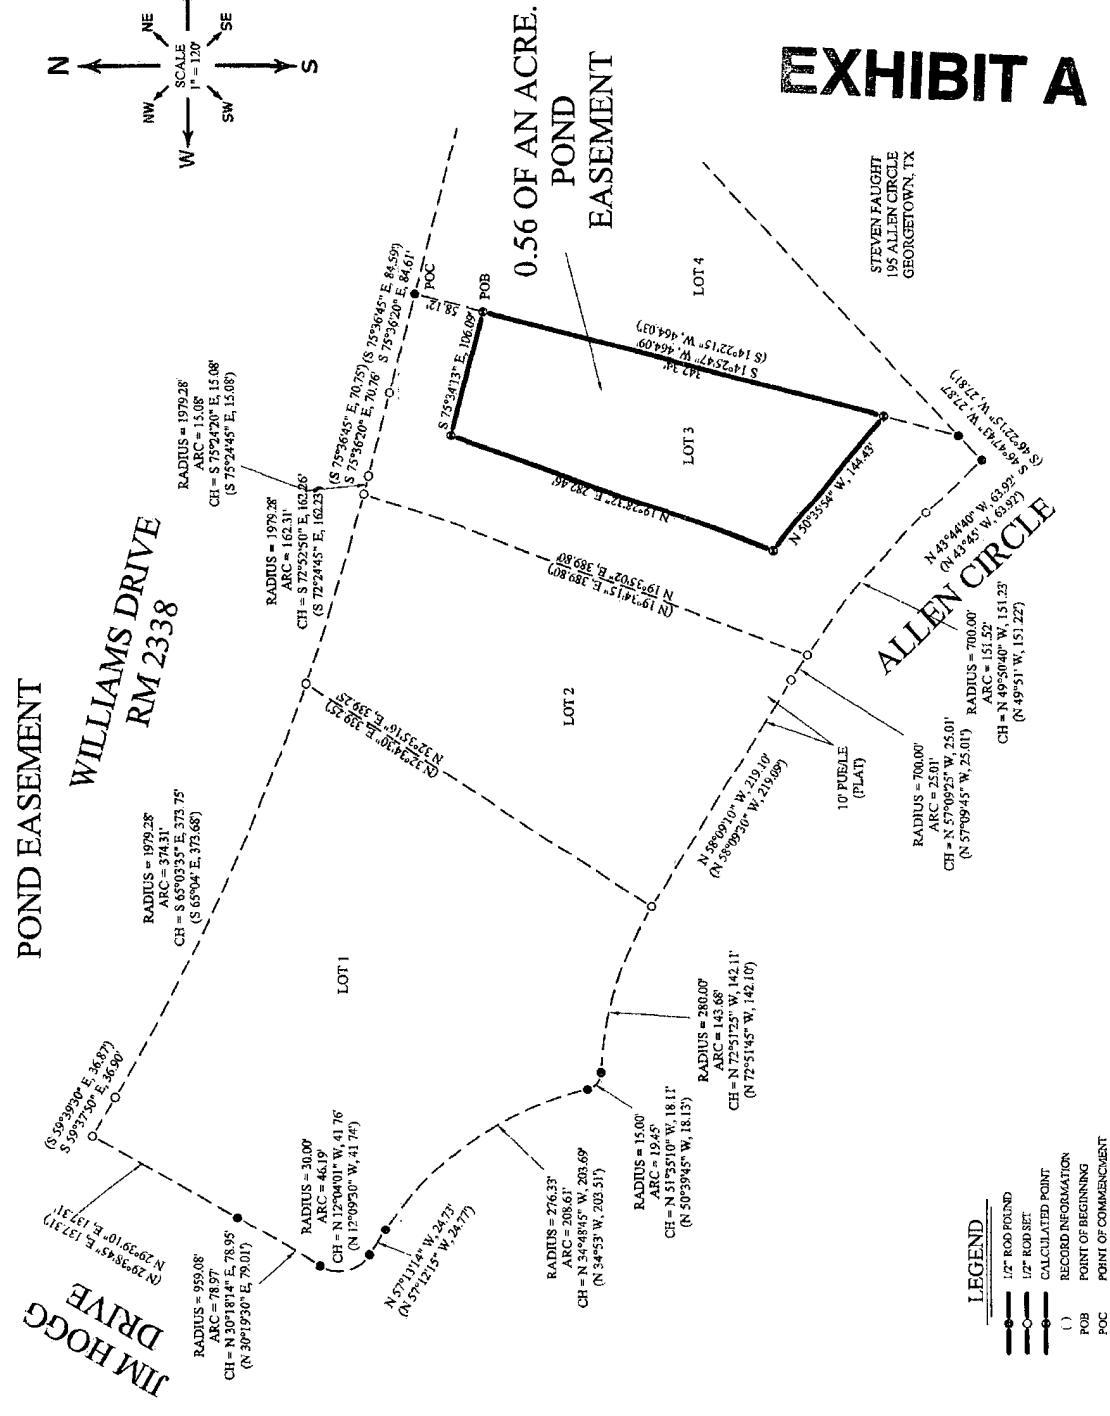 POND EASEMENT
WILLIAMS DRIVE
RM 2338
N
S
W
NE
SE
NW
SW
SCALE
1" = 120'
0.56 OF AN ACRE.
POND
EASEMENT
EXHIBIT A
STEVEN FAUGHT
195 ALLEN CIRCLE
GEORGETOWN, TX
RADIUS = 1979.28'
ARC = 15.08'
CH = S 75°24'20" E, 15.08'
(S 75°24'45" E, 15.08')
RADIUS = 1979.28'
ARC = 162.31'
CH = S 72°52'50" E, 162.26'
(S 72°24'45" E, 162.23')
(S 75°36'45" E, 70.75')
S 75°36'20" E, 70.76'
(S 75°36'45" E, 84.59')
S 75°36'20" E, 84.61'
POC
58.12'
POB
S 75°34'13" E, 106.09'
342.34'
S 14°25'47" W, 464.09'
(S 14°22'15" W, 464.03')
LOT 4
LOT 3
N 19°28'32" E, 282.46'
N 50°35'54" W, 144.43'
(N 19°34'15" E, 389.80')
N 19°35'02" E, 389.80'
S 46°47'43" W, 27.87'
(S 46°22'15" W, 27.81')
N 43°44'40" W, 63.92'
(N 43°45' W, 63.92')
ALLEN CIRCLE
RADIUS = 700.00'
ARC = 151.52'
CH = N 49°50'40" W, 151.23'
(N 49°51' W, 151.22')
RADIUS = 700.00'
ARC = 25.01'
CH = N 57°09'25" W, 25.01'
(N 57°09'45" W, 25.01')
10' PUE/LE
(PLAT)
LOT 2
(N 32°34'30" E, 339.25')
N 32°35'16" E, 339.25'
N 58°09'10" W, 219.10'
(N 58°09'30" W, 219.09')
RADIUS = 1979.28'
ARC = 374.31'
CH = S 65°03'35" E, 373.75'
(S 65°04' E, 373.68')
LOT 1
RADIUS = 280.00'
ARC = 143.68'
CH = N 72°51'25" W, 142.11'
(N 72°51'45" W, 142.10')
RADIUS = 15.00'
ARC = 19.45'
CH = N 51°35'10" W, 18.11'
(N 50°39'45" W, 18.13')
RADIUS = 276.33'
ARC = 208.61'
CH = N 34°48'45" W, 203.69'
(N 34°53' W, 203.51')
N 57°13'14" W, 24.73'
(N 57°12'15" W, 24.77')
RADIUS = 30.00'
ARC = 46.19'
CH = N 12°04'01" W, 41.76'
(N 12°09'30" W, 41.74')
(S 59°39'30" E, 36.87')
S 59°37'50" E, 36.90'
(N 29°38'45" E, 137.31')
N 29°39'10" E, 137.31'
RADIUS = 959.08'
ARC = 78.97'
CH = N 30°18'14" E, 78.95'
(N 30°19'30" E, 79.01')
JIM HOGG
DRIVE
LEGEND
1/2" ROD FOUND
1/2" ROD SET
CALCULATED POINT
( ) RECORD INFORMATION
POB POINT OF BEGINNING
POC POINT OF COMMENCMENT